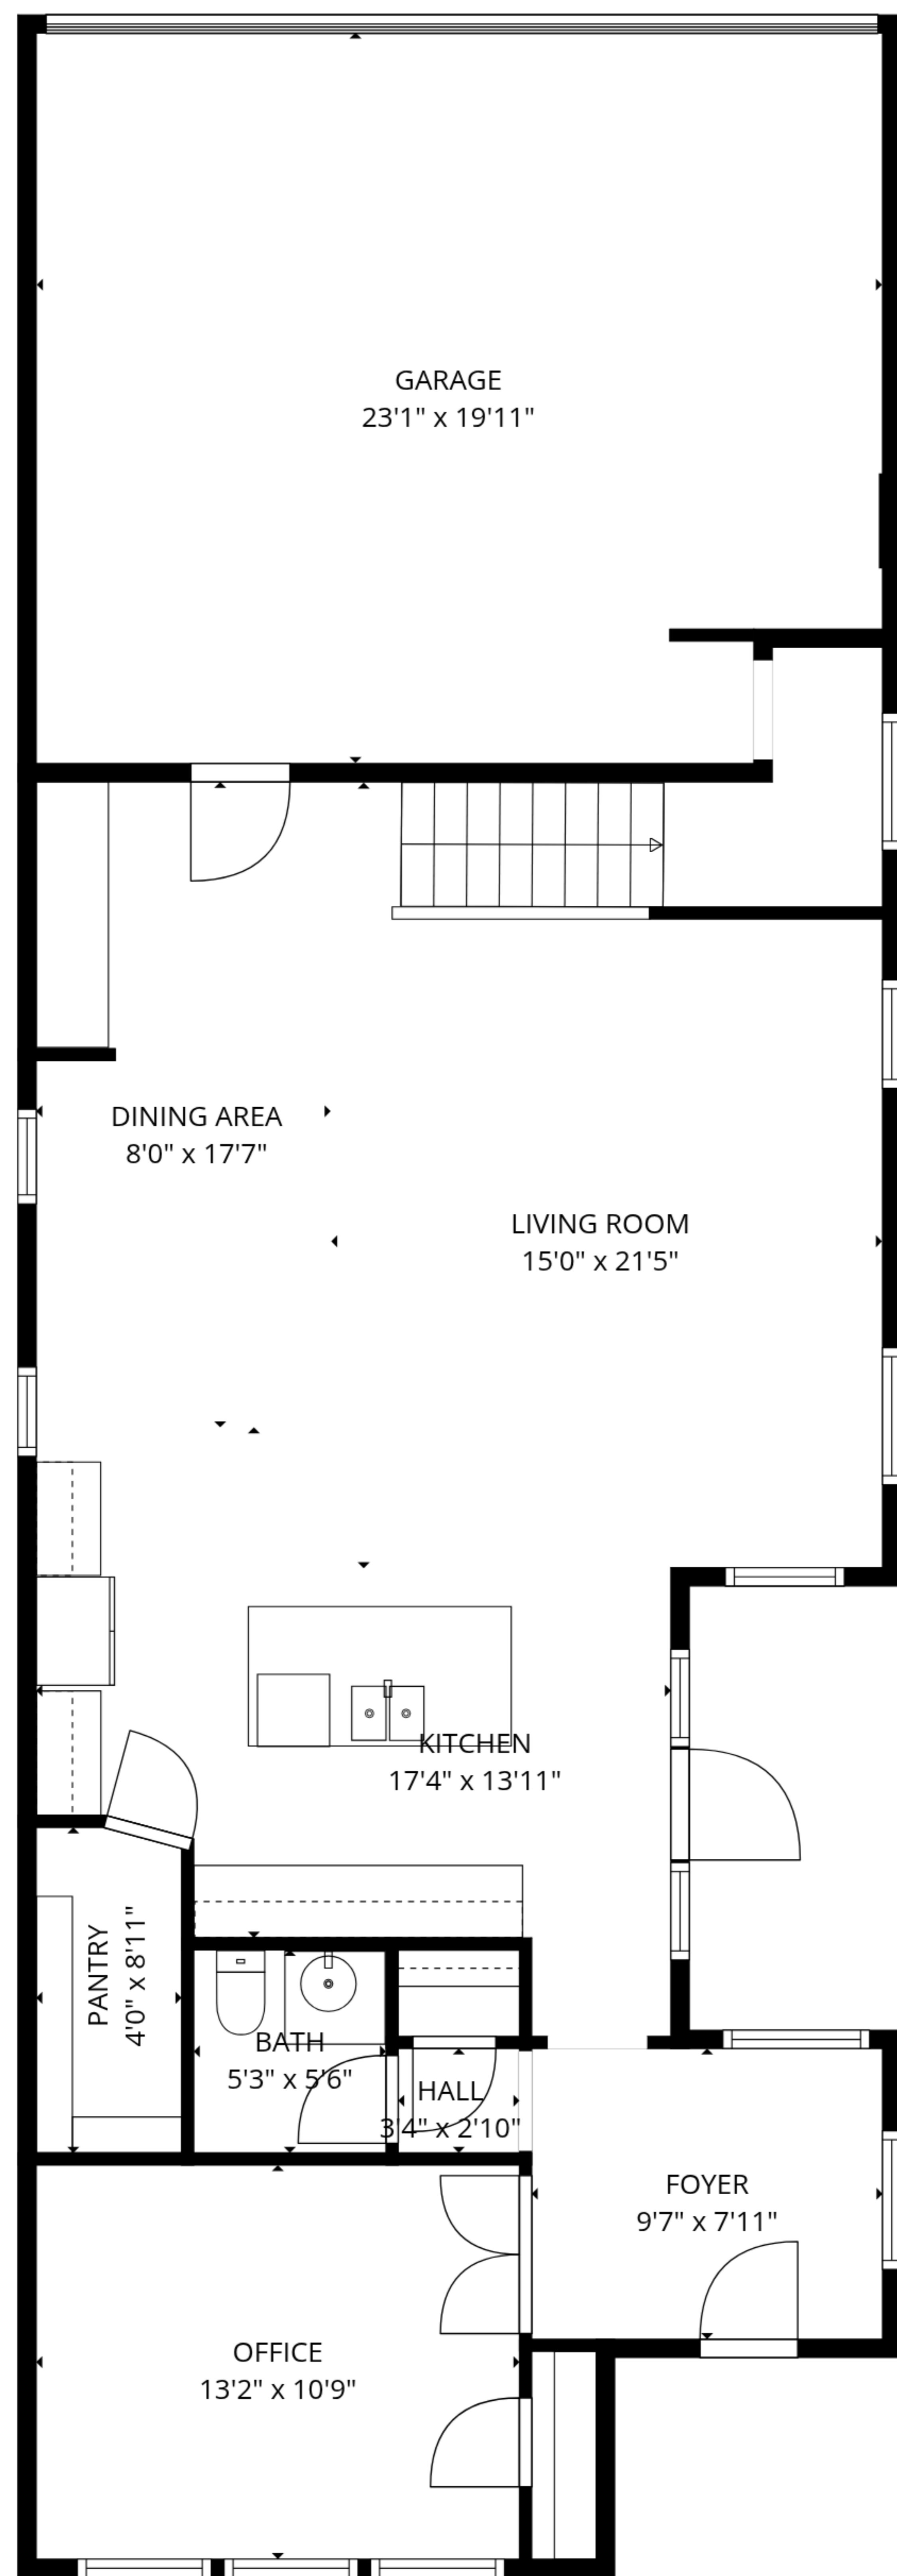 GARAGE
23'1" x 19'11"
DINING AREA
8'0" x 17'7"
LIVING ROOM
15'0" x 21'5"
KITCHEN
17'4" x 13'11"
PANTRY
4'0" x 8'11"
BATH
5'3" x 5'6"
HALL
3'4" x 2'10"
FOYER
9'7" x 7'11"
OFFICE
13'2" x 10'9"